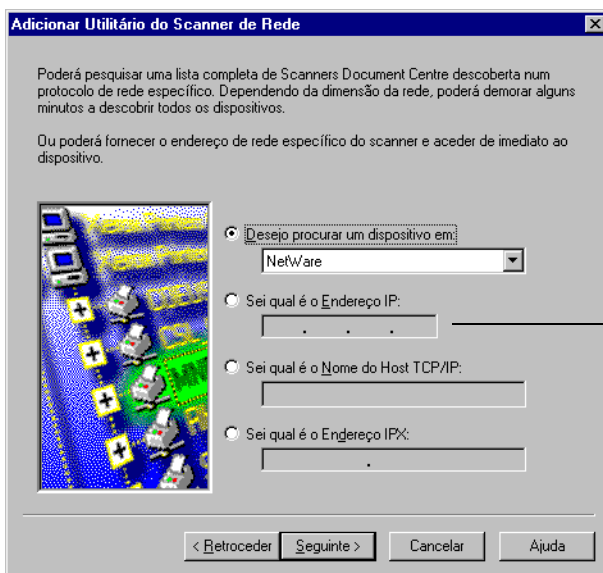 Adicionar Utilitário do Scanner de Rede
Poderá pesquisar uma lista completa de Scanners Document Centre descoberta num
protocolo de rede específico. Dependendo da dimensão da rede, poderá demorar alguns
minutos a descobrir todos os dispositivos.
Ou poderá fornecer o endereço de rede específico do scanner e aceder de imediato ao
dispositivo.
Desejo procurar um dispositivo em:
NetWare
Sei qual é o Endereço IP:
. . .
Sei qual é o Nome do Host TCP/IP:
Sei qual é o Endereço IPX:
.
< Retroceder
Seguinte >
Cancelar
Ajuda